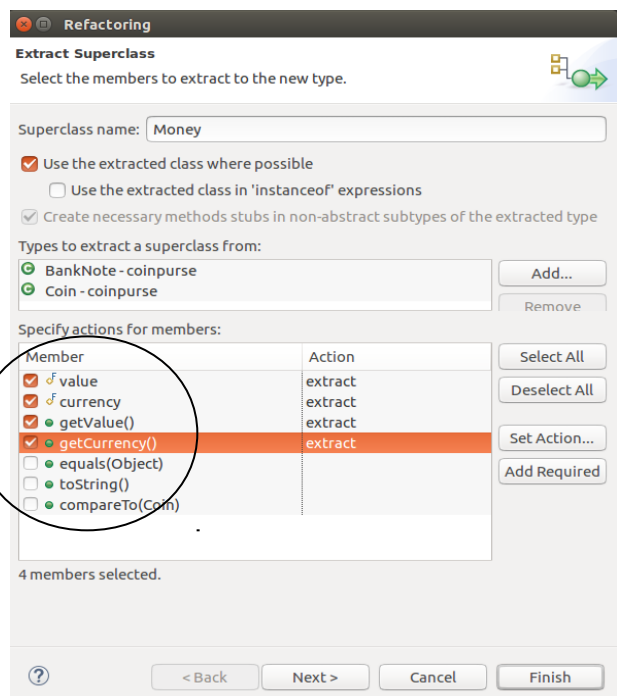 Refactoring
Extract Superclass
Select the members to extract to the new type.
Superclass name: Money
Use the extracted class where possible
Use the extracted class in 'instanceof' expressions
Create necessary methods stubs in non-abstract subtypes of the extracted type
Types to extract a superclass from:
BankNote - coinpurse
Add...
Coin - coinpurse
Remove
Specify actions for members:
Member Action
Select All
value extract
Deselect All
currency extract
getValue() extract
getCurrency() extract
Set Action...
equals(Object)
Add Required
toString()
compareTo(Coin)
4 members selected.
? < Back Next > Cancel Finish